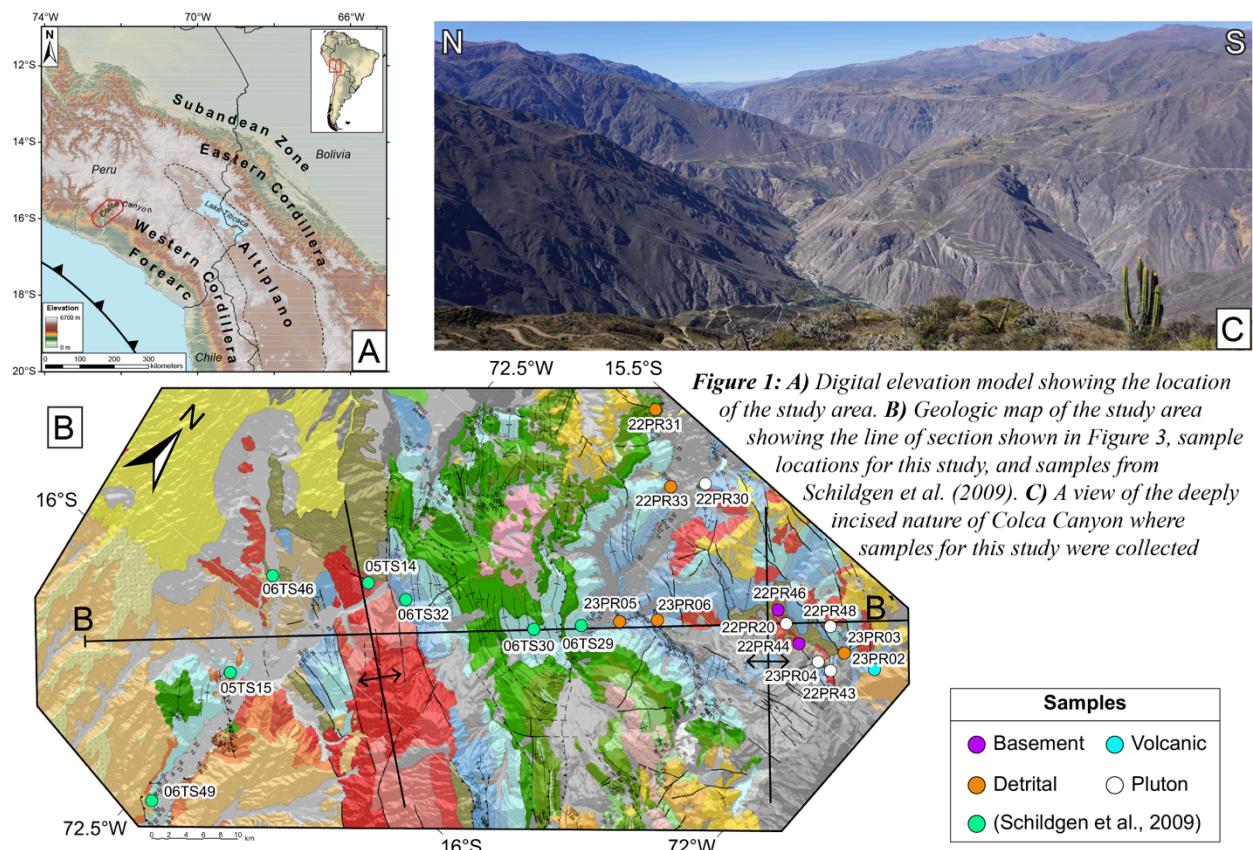 74°W
70°W
66°W
N
12°S
14°S
16°S
18°S
20°S
Subandean Zone
Eastern Cordillera
Bolivia
Peru
Colca Canyon
Lake Titicaca
Western Cordillera
Altiplano
Forearc
Chile
Elevation
6700 m
0 m
0 50 100 200 300
kilometers
A
N
S
C
72.5°W
15.5°S
Figure 1: A) Digital elevation model showing the location
of the study area. B) Geologic map of the study area
showing the line of section shown in Figure 3, sample
locations for this study, and samples from
Schildgen et al. (2009). C) A view of the deeply
incised nature of Colca Canyon where
samples for this study were collected
B
N
16°S
22PR31
22PR33
22PR30
06TS46
05TS14
06TS32
23PR05
23PR06
22PR46
22PR48
B
B'
06TS30
06TS29
22PR20
22PR44
23PR03
23PR02
23PR04
22PR43
05TS15
06TS49
72.5°W
0 2 4 6 8 10
km
16°S
72°W
Samples
Basement
Volcanic
Detrital
Pluton
(Schildgen et al., 2009)